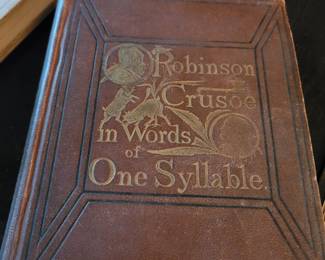 Robinson
Crusoe
in Words
of
One Syllable.